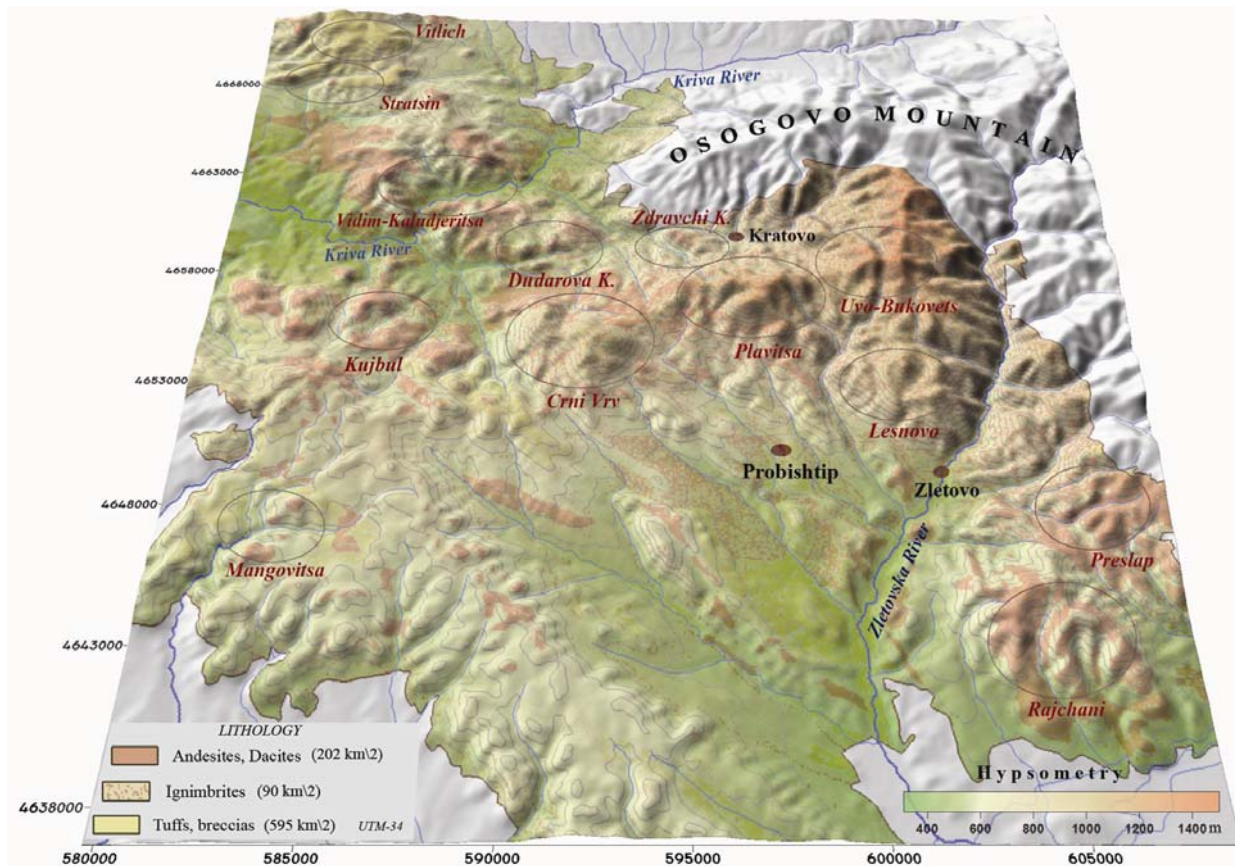 Vitlich
4668000
Stratsin
Kriva River
OSOGOVO MOUNTAIN
4663000
Vidim-Kaludjeritsa
Zdravchi K.
Kratovo
Kriva River
4658000
Dudarova K.
Uvo-Bukovets
Kujbul
Plavitsa
4653000
Crni Vrv
Lesnovo
Probishtip
Zletovo
4648000
Mangovitsa
Preslap
Zletovska River
4643000
Rajchani
LITHOLOGY
Andesites, Dacites (202 km\2)
Ignimbrites (90 km\2)
Tuffs, breccias (595 km\2) UTM-34
Hypsometry
400 600 800 1000 1200 1400 m
4638000
580000 585000 590000 595000 600000 605000